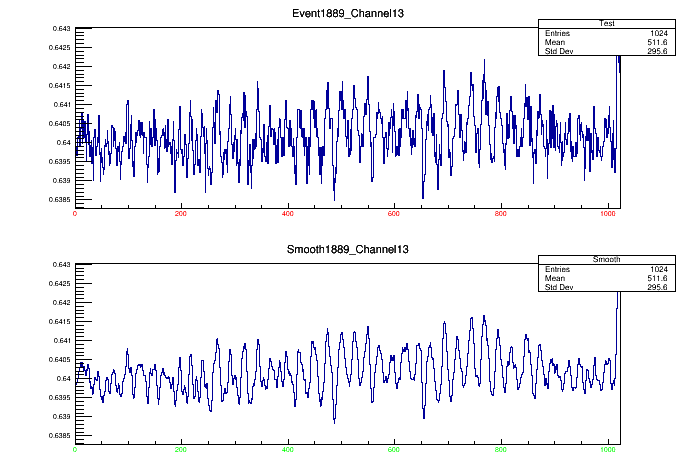 Event1889_Channel13
Test
Entries 1024
Mean 511.6
Std Dev 295.6
0.643
0.6425
0.642
0.6415
0.641
0.6405
0.64
0.6395
0.639
0.6385
0 200 400 600 800 1000
Smooth1889_Channel13
Smooth
Entries 1024
Mean 511.6
Std Dev 295.6
0.643
0.6425
0.642
0.6415
0.641
0.6405
0.64
0.6395
0.639
0.6385
0 200 400 600 800 1000